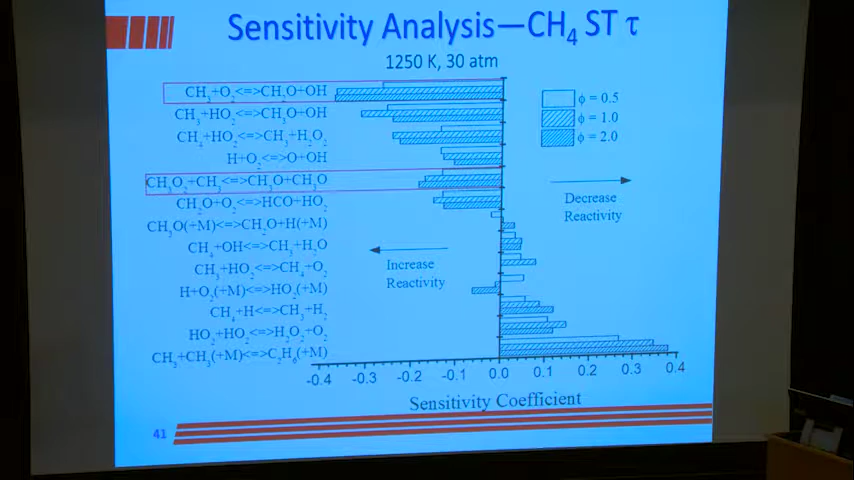 Sensitivity Analysis—CH₄ ST τ
1250 K, 30 atm
CH₃+O₂<=>CH₂O+OH
CH₃+HO₂<=>CH₃O+OH
CH₄+HO₂<=>CH₃+H₂O₂
H+O₂<=>O+OH
CH₃O₂+CH₃<=>CH₃O+CH₃O
CH₂O+O₂<=>HCO+HO₂
CH₃O(+M)<=>CH₂O+H(+M)
CH₄+OH<=>CH₃+H₂O
CH₃+HO₂<=>CH₄+O₂
H+O₂(+M)<=>HO₂(+M)
CH₄+H<=>CH₃+H₂
HO₂+HO₂<=>H₂O₂+O₂
CH₃+CH₃(+M)<=>C₂H₆(+M)
ϕ = 0.5
ϕ = 1.0
ϕ = 2.0
Decrease
Reactivity
Increase
Reactivity
-0.4 -0.3 -0.2 -0.1 0.0 0.1 0.2 0.3 0.4
Sensitivity Coefficient
41